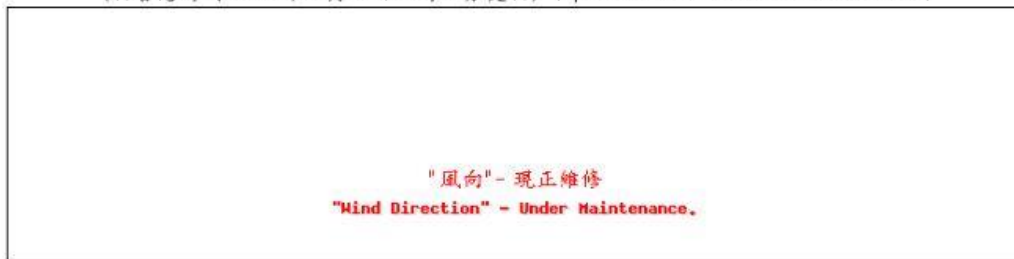 "風向"- 現正維修
"Wind Direction" - Under Maintenance.